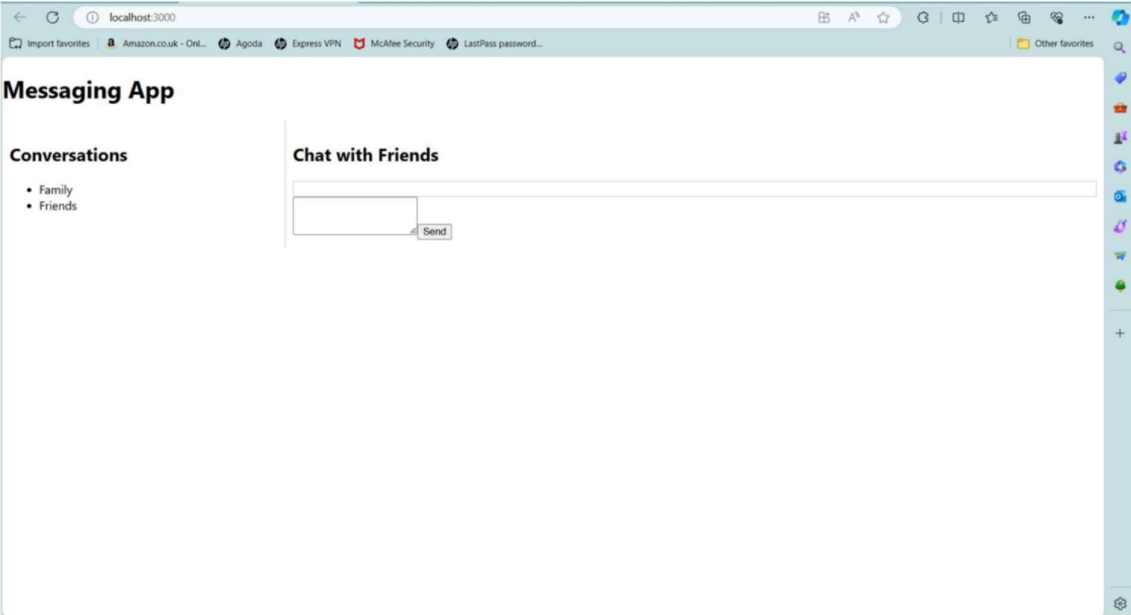 localhost:3000
Import favorites Amazon.co.uk - Onl... Agoda Express VPN McAfee Security LastPass password... Other favorites
Messaging App
Conversations
Family
Friends
Chat with Friends
Send